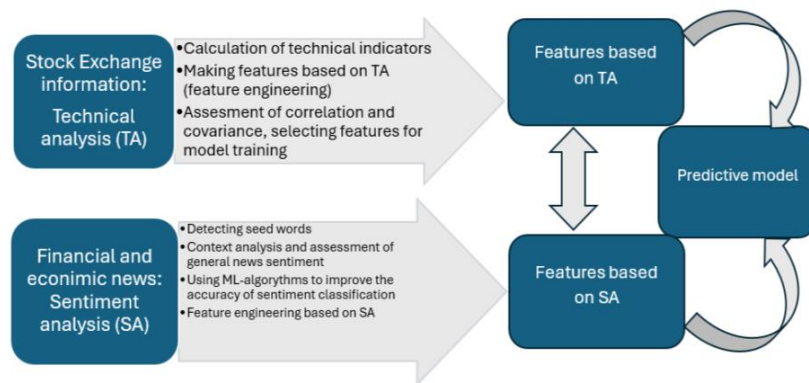 Stock Exchange
information:
Technical
analysis (TA)
•Calculation of technical indicators
•Making features based on TA
(feature engineering)
•Assesment of correlation and
covariance, selecting features for
model training
Features based
on TA
Predictive model
Financial and
econimic news:
Sentiment
analysis (SA)
•Detecting seed words
•Context analysis and assessment of
general news sentiment
•Using ML-algorythms to improve the
accuracy of sentiment classification
•Feature engineering based on SA
Features based
on SA